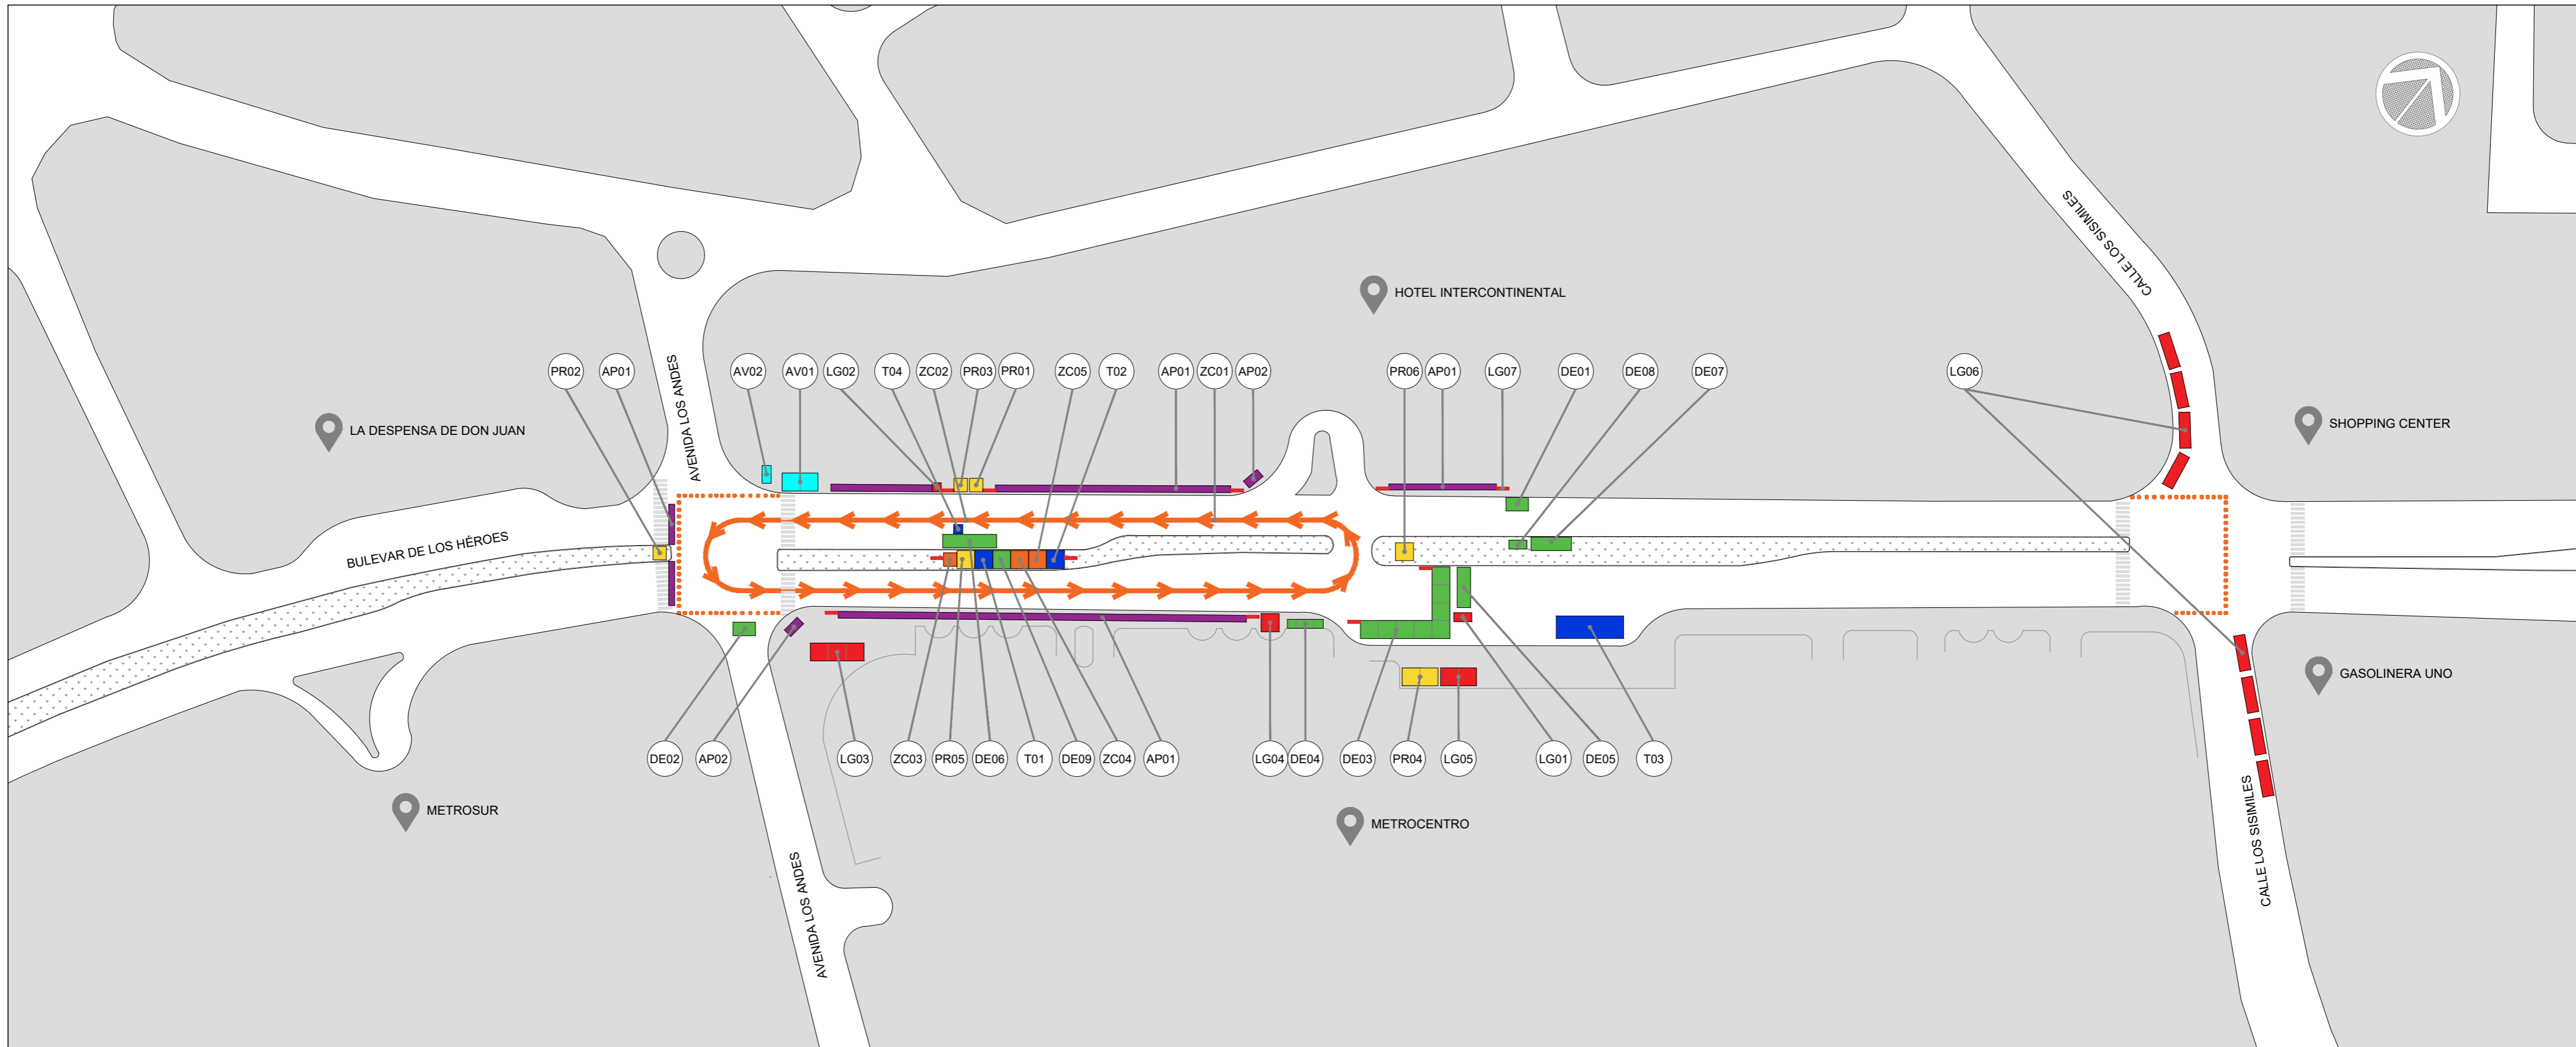 CALLE LOS SISIMILES
HOTEL INTERCONTINENTAL
PR02
AP01
AVENIDA LOS ANDES
AV02
AV01
LG02
T04
ZC02
PR03
PR01
ZC05
T02
AP01
ZC01
AP02
PR06
AP01
LG07
DE01
DE08
DE07
LG06
LA DESPENSA DE DON JUAN
SHOPPING CENTER
BULEVAR DE LOS HÉROES
GASOLINERA UNO
DE02
AP02
LG03
ZC03
PR05
DE06
T01
DE09
ZC04
AP01
LG04
DE04
DE03
PR04
LG05
LG01
DE05
T03
METROSUR
METROCENTRO
AVENIDA LOS ANDES
CALLE LOS SISIMILES